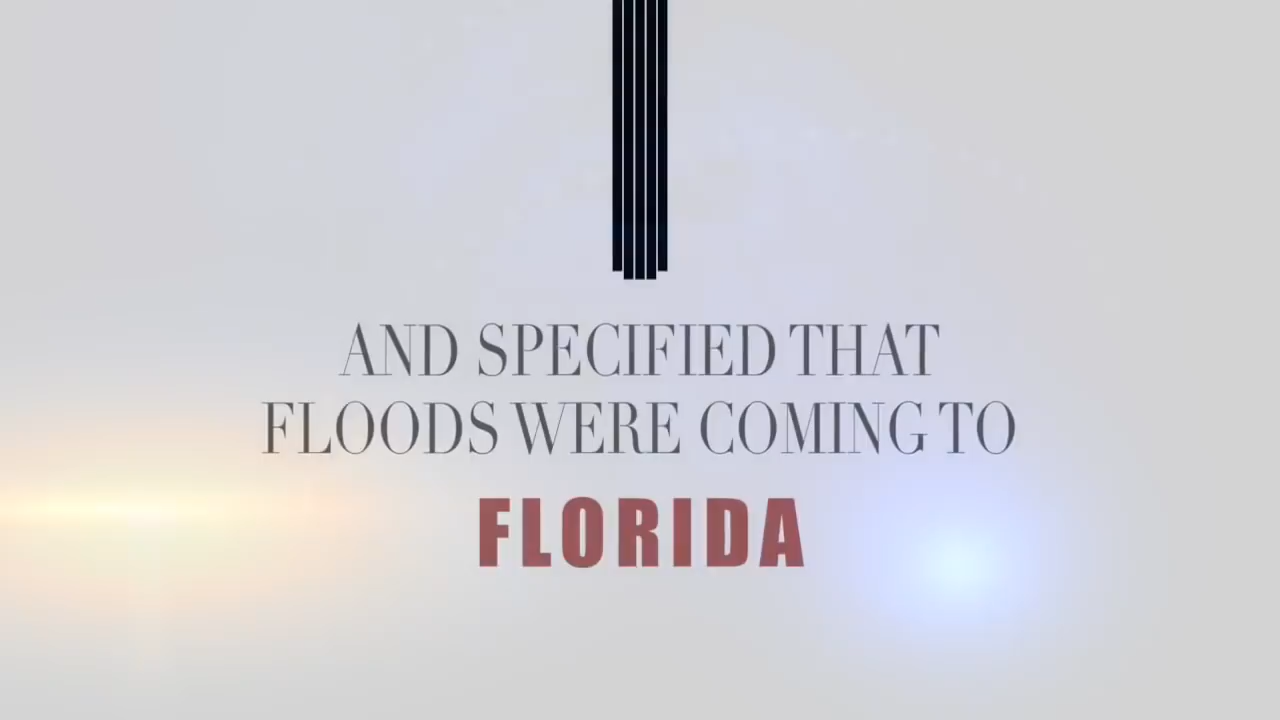 AND SPECIFIED THAT
FLOODS WERE COMING TO
FLORIDA